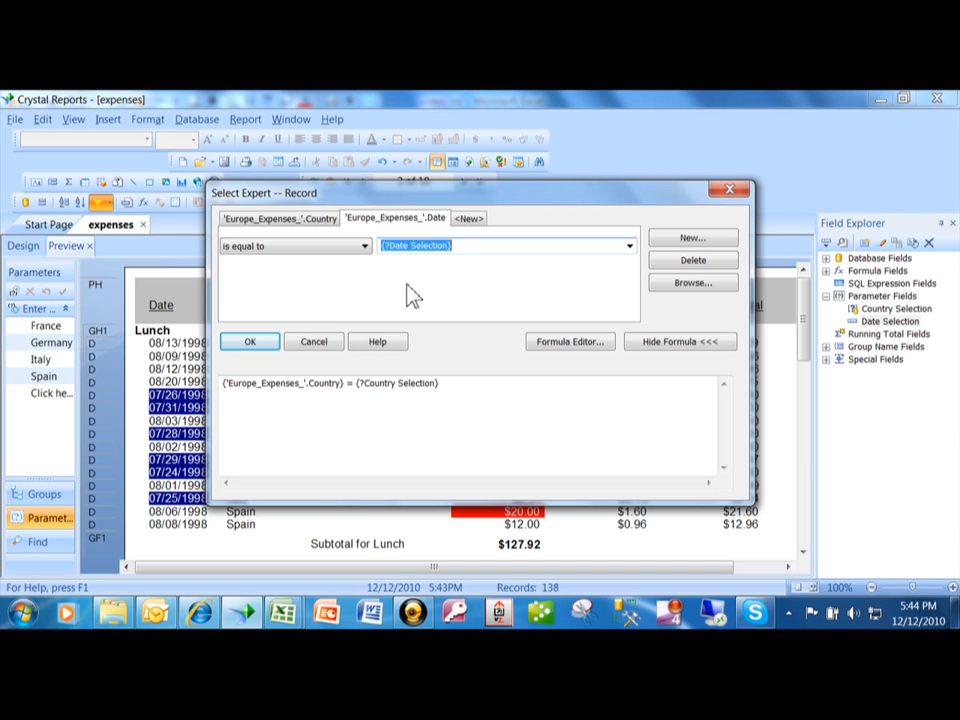 Crystal Reports - [expenses]
File Edit View Insert Format Database Report Window Help
Select Expert -- Record
Start Page expenses
'Europe_Expenses_'.Country 'Europe_Expenses_'.Date <New>
Field Explorer
Design Preview
is equal to {?Date Selection}
New...
Delete
Browse...
Parameters
Enter ...
France
Germany
Italy
Spain
Click he...
PH
Date
GH1 Lunch
D 08/13/1998
D 08/09/1998
D 08/12/1998
D 08/20/1998
D 07/26/1998
D 07/31/1998
D 08/03/1998
D 07/28/1998
D 08/02/1998
D 07/29/1998
D 07/24/1998
D 08/01/1998
D 07/25/1998
D 08/06/1998 Spain $20.00 $1.60 $21.60
D 08/08/1998 Spain $12.00 $0.96 $12.96
GF1 Subtotal for Lunch $127.92
OK Cancel Help Formula Editor... Hide Formula <<<
{'Europe_Expenses_'.Country} = {?Country Selection}
Database Fields
Formula Fields
SQL Expression Fields
Parameter Fields
Country Selection
Date Selection
Running Total Fields
Group Name Fields
Special Fields
Groups
Paramet...
Find
For Help, press F1 12/12/2010 5:43PM Records: 138 100%
5:44 PM
12/12/2010